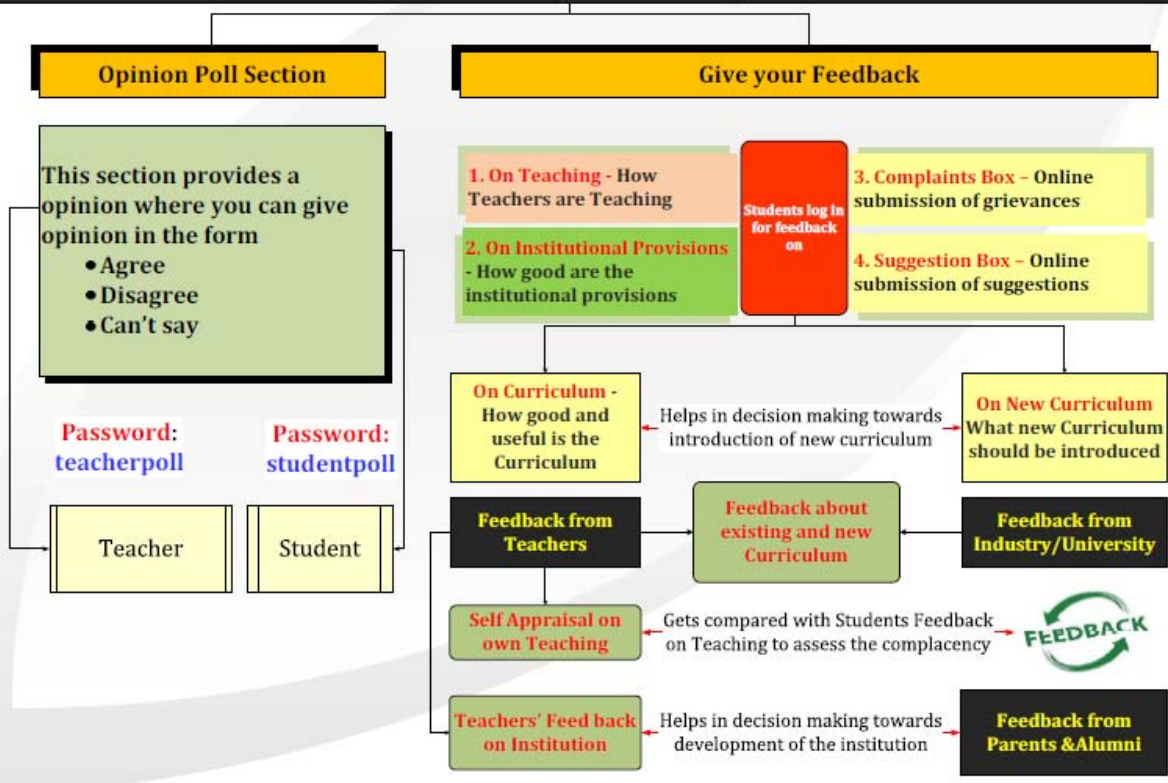 Opinion Poll Section
Give your Feedback
This section provides a
opinion where you can give
opinion in the form
• Agree
• Disagree
• Can't say
Password:
teacherpoll
Password:
studentpoll
Teacher
Student
1. On Teaching - How
Teachers are Teaching
2. On Institutional Provisions
- How good are the
institutional provisions
Students log in
for feedback
on
3. Complaints Box – Online
submission of grievances
4. Suggestion Box – Online
submission of suggestions
On Curriculum -
How good and
useful is the
Curriculum
Helps in decision making towards
introduction of new curriculum
On New Curriculum
What new Curriculum
should be introduced
Feedback from
Teachers
Feedback about
existing and new
Curriculum
Feedback from
Industry/University
Self Appraisal on
own Teaching
Gets compared with Students Feedback
on Teaching to assess the complacency
FEEDBACK
Teachers' Feed back
on Institution
Helps in decision making towards
development of the institution
Feedback from
Parents &Alumni